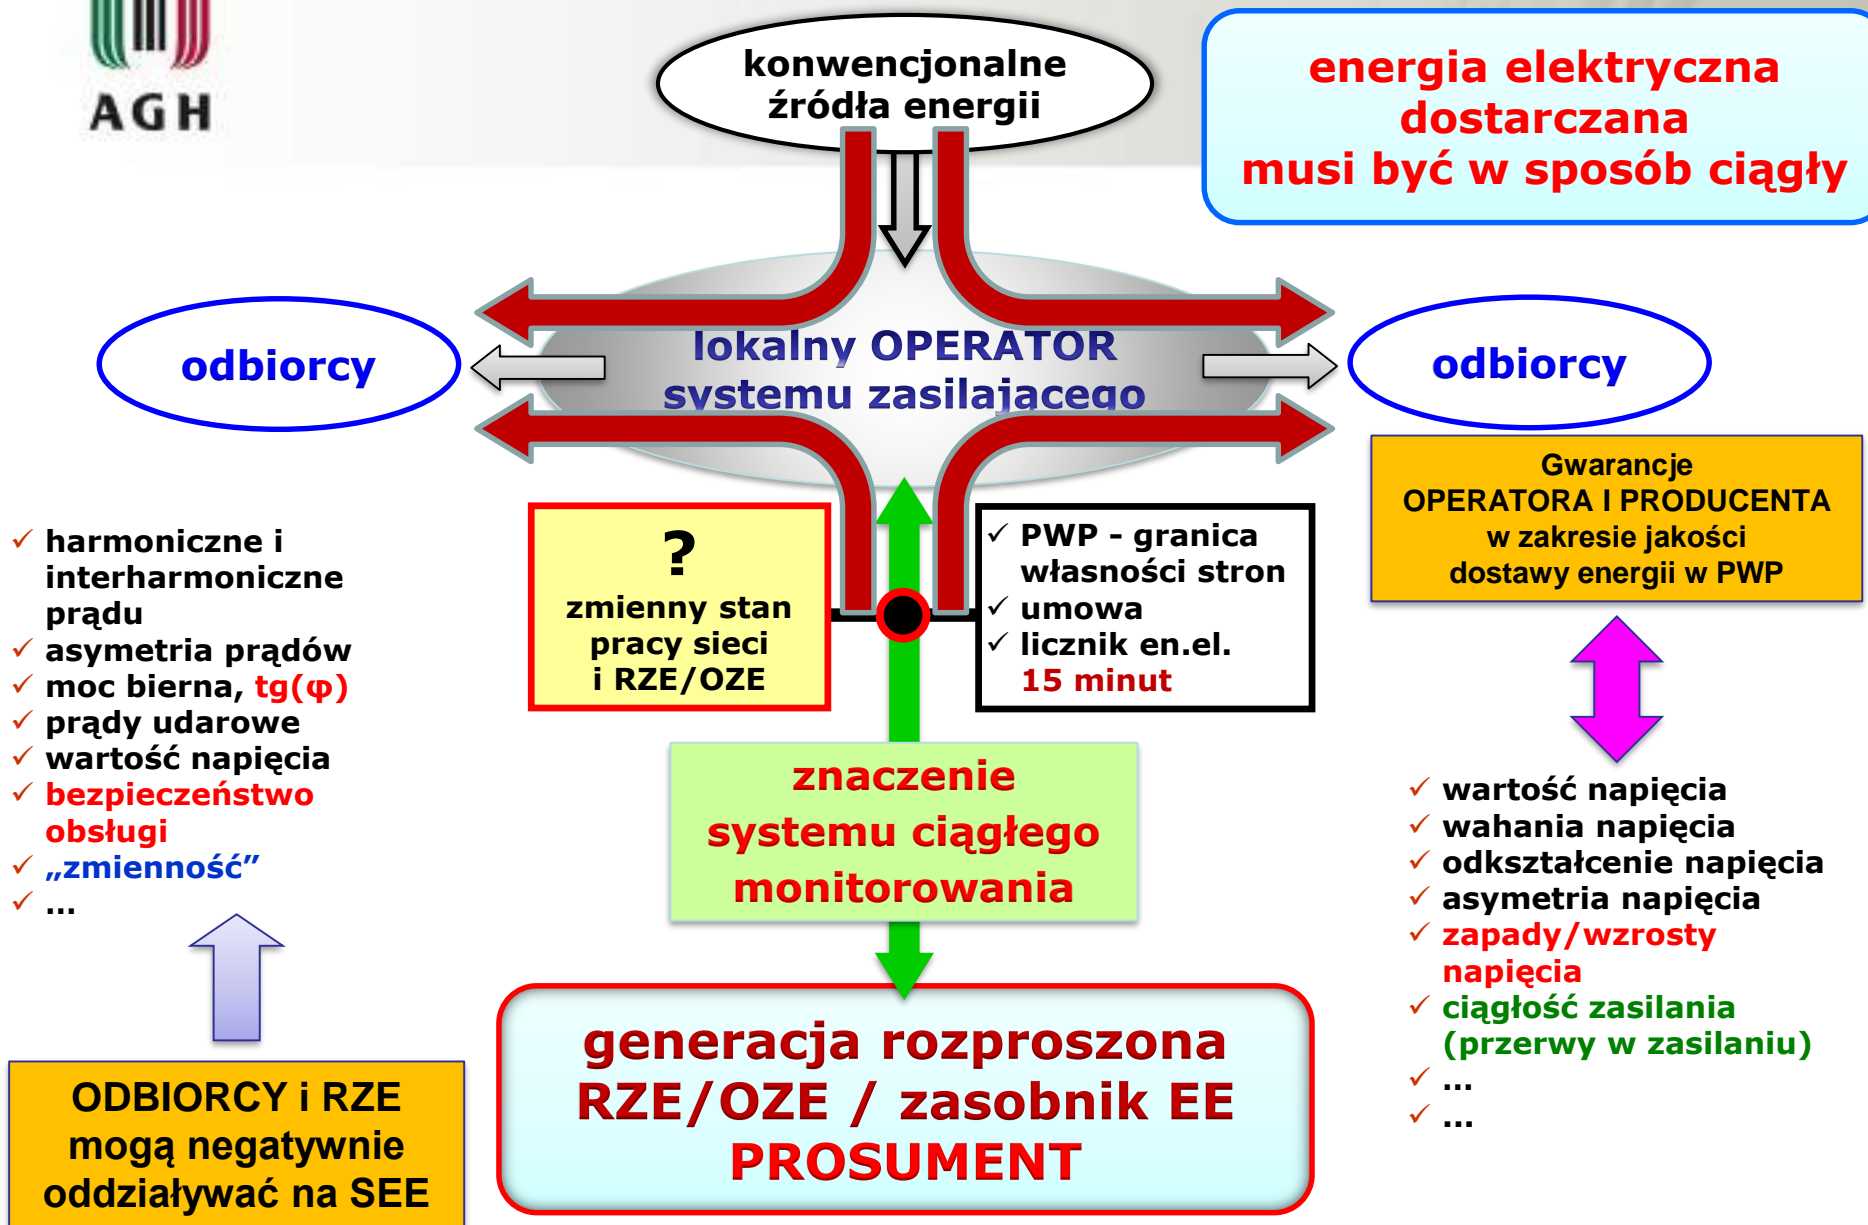 AGH
konwencjonalne
źródła energii
energia elektryczna
dostarczana
musi być w sposób ciągły
odbiorcy
lokalny OPERATOR
systemu zasilającego
odbiorcy
Gwarancje
OPERATORA I PRODUCENTA
w zakresie jakości
dostawy energii w PWP
✓ harmoniczne i
interharmoniczne
prądu
✓ asymetria prądów
✓ moc bierna, tg(φ)
✓ prądy udarowe
✓ wartość napięcia
✓ bezpieczeństwo
obsługi
✓ „zmienność”
✓ ...
?
zmienny stan
pracy sieci
i RZE/OZE
✓ PWP - granica
własności stron
✓ umowa
✓ licznik en.el.
15 minut
znaczenie
systemu ciągłego
monitorowania
✓ wartość napięcia
✓ wahania napięcia
✓ odkształcenie napięcia
✓ asymetria napięcia
✓ zapady/wzrosty
napięcia
✓ ciągłość zasilania
(przerwy w zasilaniu)
✓ ...
✓ ...
ODBIORCY i RZE
mogą negatywnie
oddziaływać na SEE
generacja rozproszona
RZE/OZE / zasobnik EE
PROSUMENT